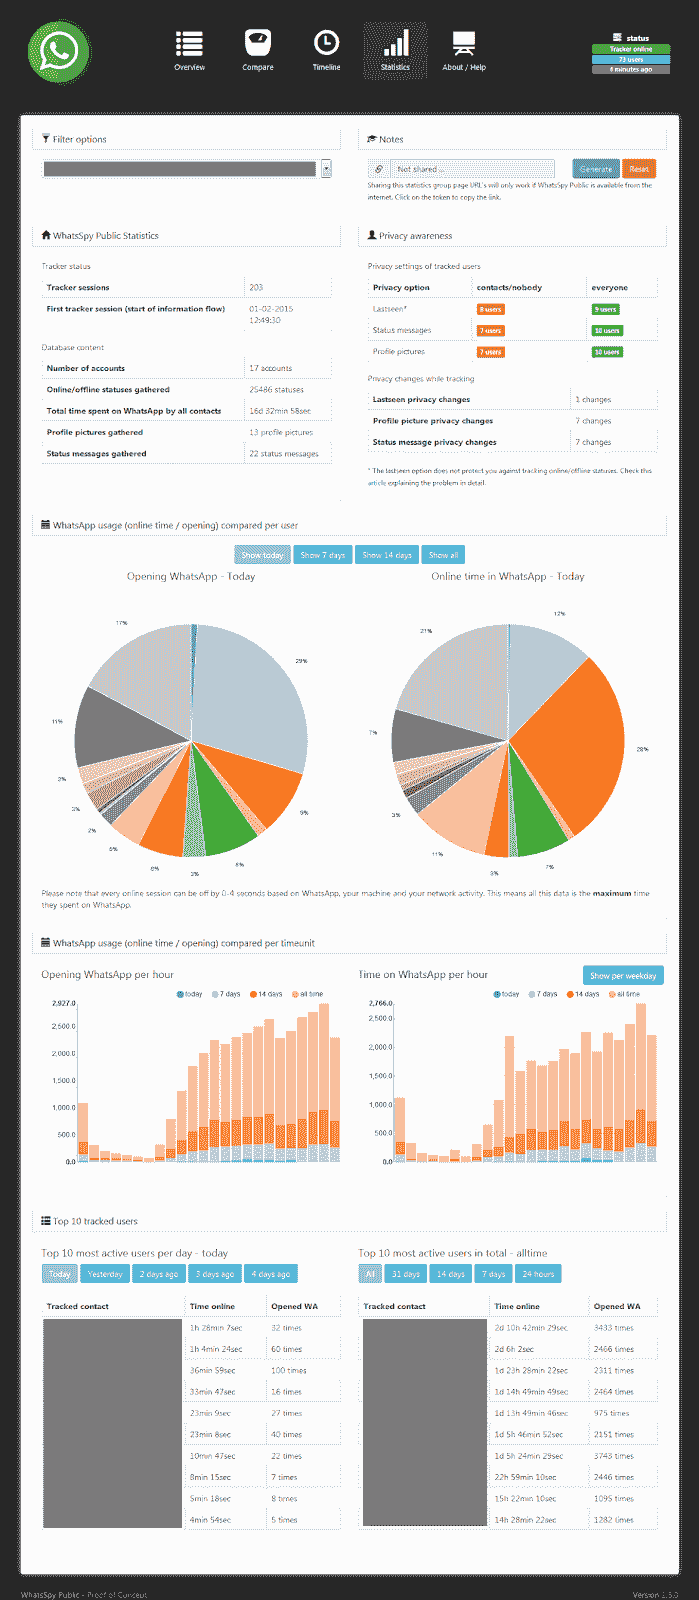 Overview
Compare
Timeline
Statistics
About / Help
status
Tracker online
73 users
6 minutes ago
Filter options
Notes
Not shared ...
Generate
Reset
Sharing this statistics group page URL's will only work if WhatsSpy Public is available from the
internet. Click on the token to copy the link.
WhatsSpy Public Statistics
Privacy awareness
Tracker status
Tracker sessions 203
First tracker session (start of information flow) 01-02-2015
12:49:30
Database content
Number of accounts 17 accounts
Online/offline statuses gathered 25486 statuses
Total time spent on WhatsApp by all contacts 16d 32min 58sec
Profile pictures gathered 13 profile pictures
Status messages gathered 22 status messages
Privacy settings of tracked users
Privacy option contacts/nobody everyone
Lastseen* 8 users 9 users
Status messages 7 users 10 users
Profile pictures 7 users 10 users
Privacy changes while tracking
Lastseen privacy changes 1 changes
Profile picture privacy changes 7 changes
Status message privacy changes 7 changes
* The lastseen option does not protect you against tracking online/offline statuses. Check this
article explaining the problem in detail.
WhatsApp usage (online time / opening) compared per user
Show today
Show 7 days
Show 14 days
Show all
Opening WhatsApp - Today
17%
29%
11%
9%
2%
3%
2%
8%
3%
Online time in WhatsApp - Today
21%
12%
7%
28%
3%
11%
3%
7%
Please note that every online session can be off by 0-4 seconds based on WhatsApp, your machine and your network activity. This means all this data is the maximum time
they spent on WhatsApp.
WhatsApp usage (online time / opening) compared per timeunit
Opening WhatsApp per hour
today 7 days 14 days all time
2,927.0
2,500.0
2,000.0
1,500.0
1,000.0
500.0
0.0
Time on WhatsApp per hour
Show per weekday
today 7 days 14 days all time
2,766.0
2,500.0
2,000.0
1,500.0
1,000.0
500.0
0.0
Top 10 tracked users
Top 10 most active users per day - today
Today
Yesterday
2 days ago
3 days ago
4 days ago
Tracked contact Time online Opened WA
1h 28min 7sec 32 times
1h 4min 24sec 60 times
36min 59sec 100 times
33min 47sec 16 times
23min 9sec 27 times
23min 8sec 40 times
10min 47sec 22 times
8min 15sec 7 times
5min 18sec 8 times
4min 54sec 5 times
Top 10 most active users in total - alltime
All
31 days
14 days
7 days
24 hours
Tracked contact Time online Opened WA
2d 10h 42min 29sec 3433 times
2d 6h 2sec 2466 times
1d 23h 28min 22sec 2311 times
1d 14h 49min 49sec 2464 times
1d 13h 49min 46sec 975 times
1d 5h 46min 52sec 2151 times
1d 5h 24min 29sec 3743 times
22h 59min 10sec 2446 times
15h 22min 10sec 1095 times
14h 28min 22sec 1282 times
WhatsSpy Public - Proof of Concept
Version 1.5.0